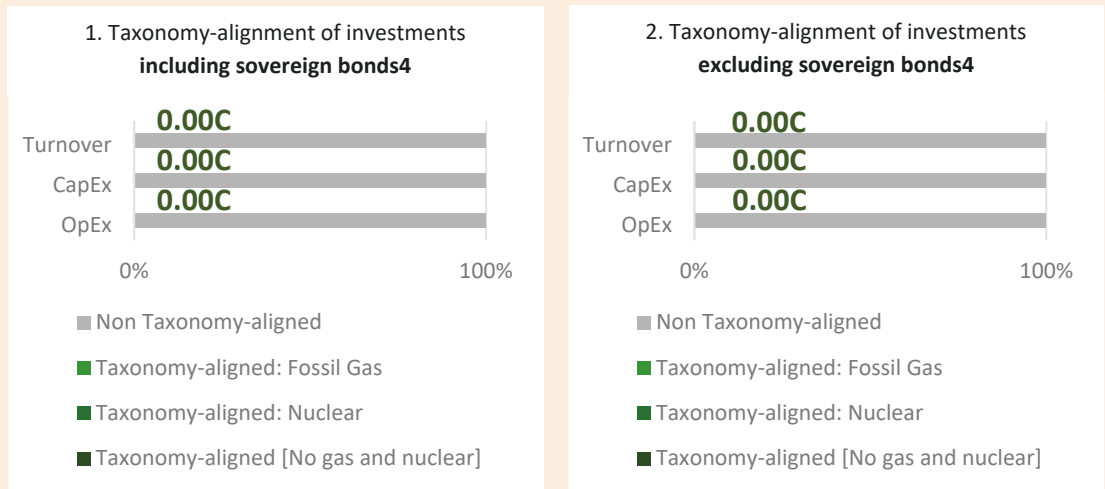 1. Taxonomy-alignment of investments
including sovereign bonds4
0.00C
Turnover
0.00C
CapEx
0.00C
OpEx
0%
100%
Non Taxonomy-aligned
Taxonomy-aligned: Fossil Gas
Taxonomy-aligned: Nuclear
Taxonomy-aligned [No gas and nuclear]
2. Taxonomy-alignment of investments
excluding sovereign bonds4
0.00C
Turnover
0.00C
CapEx
0.00C
OpEx
0%
100%
Non Taxonomy-aligned
Taxonomy-aligned: Fossil Gas
Taxonomy-aligned: Nuclear
Taxonomy-aligned [No gas and nuclear]